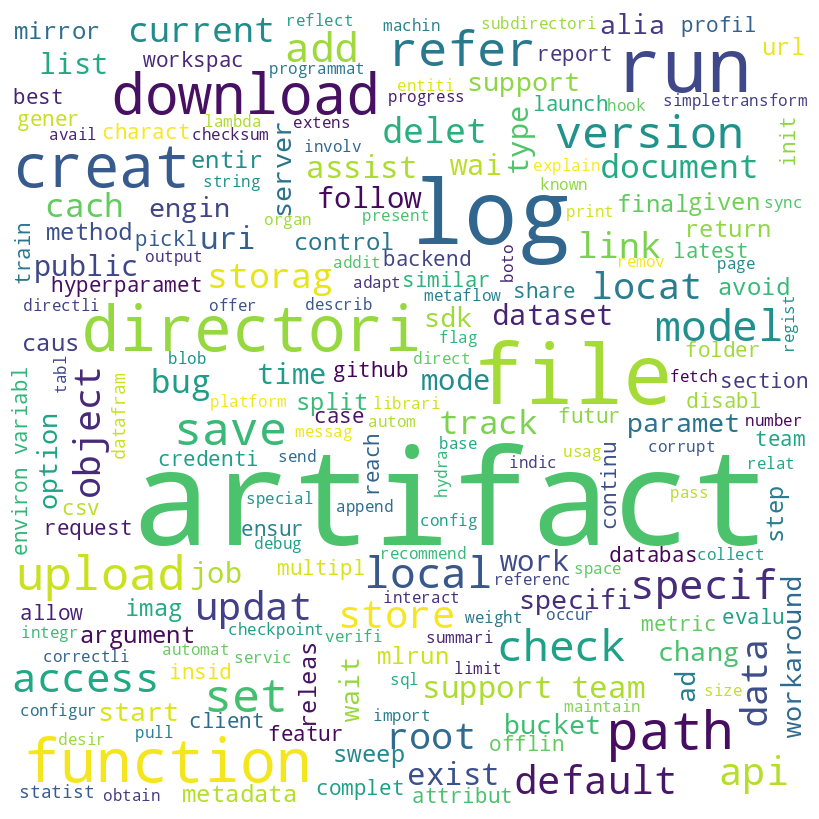 mirror
current
reflect
machin
subdirectori
alia
profil
list
workspac
add
refer
report
run
url
best
programmat
entiti
support
download
progress
launch
hook
simpletransform
gener
avail
charact
checksum
lambda
extens
delet
type
version
init
creat
entir
string
server
involv
assist
wai
explain
known
document
cach
engin
organ
follow
present
log
print
final
given
sync
train
method
pickl
uri
control
backend
link
return
latest
public
output
addit
adapt
similar
boto
remov
page
hyperparamet
storag
metaflow
share
locat
avoid
directli
offer
describ
regist
caus
directori
sdk
flag
dataset
model
tabl
blob
time
github
direct
file
folder
fetch
section
object
bug
mode
disabl
environ variabl
option
datafram
platform
split
librari
case
messag
autom
save
track
futur
paramet
number
team
credenti
send
reach
hydra
base
indic
usag
continu
corrupt
relat
csv
artifact
special
append
config
pass
step
request
ensur
debug
recommend
databas
collect
upload
job
multipl
local
work
referenc
space
specif
allow
imag
updat
interact
store
specifi
workaround
integr
argument
checkpoint
verifi
weight
occur
metric
evalu
correctli
automat
servic
releas
wait
summari
mlrun
limit
check
chang
data
access
insid
set
sql
support team
ad
size
configur
start
client
import
maintain
desir
pull
featur
root
bucket
path
function
sweep
offlin
statist
obtain
metadata
complet
exist
attribut
default
api